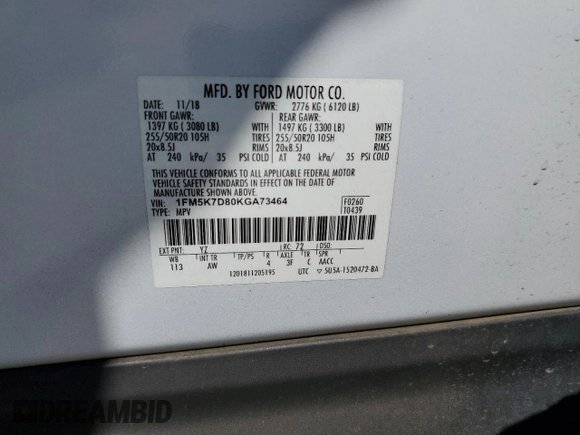 MFD. BY FORD MOTOR CO.
DATE: 11/18 GVWR: 2776 KG ( 6120 LB)
FRONT GAWR: REAR GAWR:
1397 KG ( 3080 LB) WITH 1497 KG ( 3300 LB) WITH
255/50R20 105H TIRES 255/50R20 105H TIRES
20x8.5J RIMS 20x8.5J RIMS
AT 240 kPa/ 35 PSI COLD AT 240 kPa/ 35 PSI COLD
THIS VEHICLE CONFORMS TO ALL APPLICABLE FEDERAL MOTOR
VEHICLE SAFETY AND THEFT PREVENTION STANDARDS IN EFFECT ON THE DATE OF
MANUFACTURE SHOWN ABOVE.
VIN: 1FM5K7D80KGA73464 F0260
TYPE: MPV T0439
EXT PNT: YZ RC: 72 DSO:
WB INT TR TP/PS R AXLE TR SPR
113 AW 4 3F C AACC
1201811205195 UTC ▽ 5U5A-1520472-BA
DREAMBID